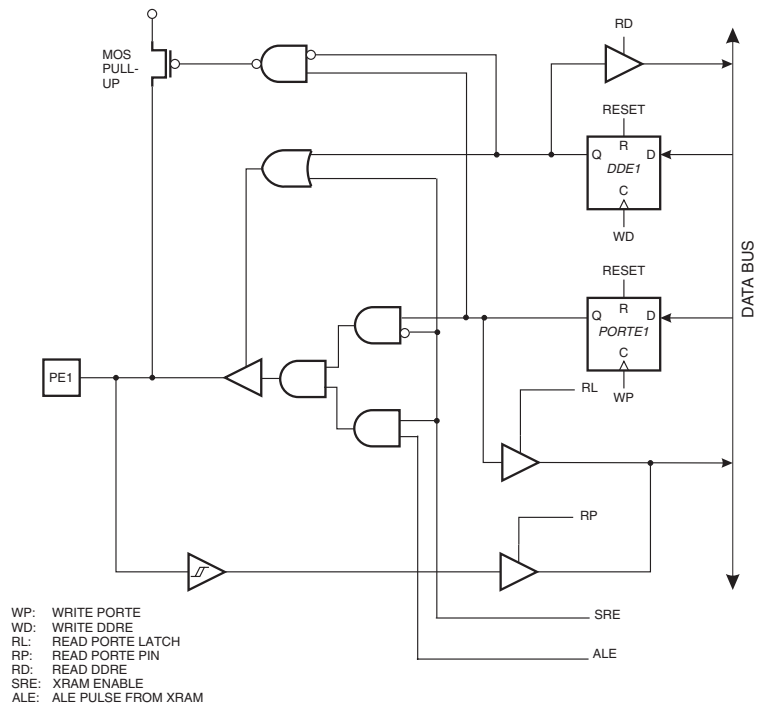 RD
MOS
PULL-
UP
RESET
R
Q
D
DDE1
C
WD
RESET
R
Q
D
PORTE1
C
WP
DATA BUS
PE1
RL
RP
SRE
ALE
WP: WRITE PORTE
WD: WRITE DDRE
RL: READ PORTE LATCH
RP: READ PORTE PIN
RD: READ DDRE
SRE: XRAM ENABLE
ALE: ALE PULSE FROM XRAM